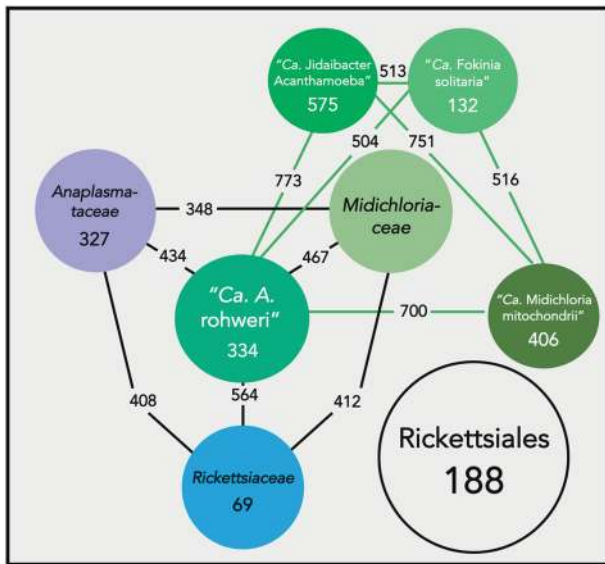 "Ca. Jidaibacter
Acanthamoeba"
575
513
"Ca. Fokinia
solitaria"
132
504
751
773
516
Anaplasma-
taceae
327
348
Midichloria-
ceae
434
467
"Ca. A.
rohweri"
334
700
"Ca. Midichloria
mitochondrii"
406
408
564
412
Rickettsiaceae
69
Rickettsiales
188